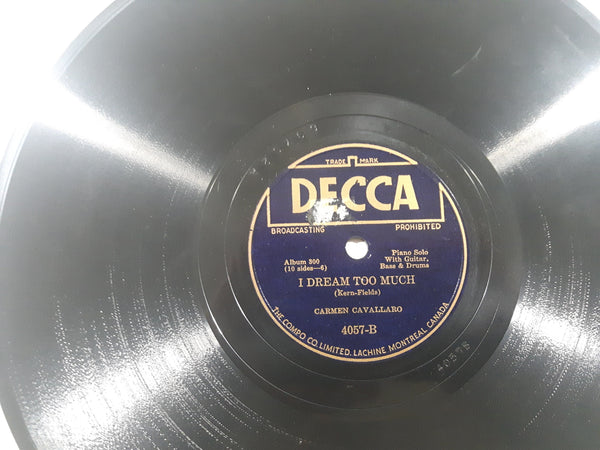 TRADE MARK
DECCA
BROADCASTING PROHIBITED
Album 300
(10 sides—6)
Piano Solo
With Guitar,
Bass & Drums
I DREAM TOO MUCH
(Kern-Fields)
CARMEN CAVALLARO
4057-B
THE COMPO CO. LIMITED. LACHINE MONTREAL CANADA